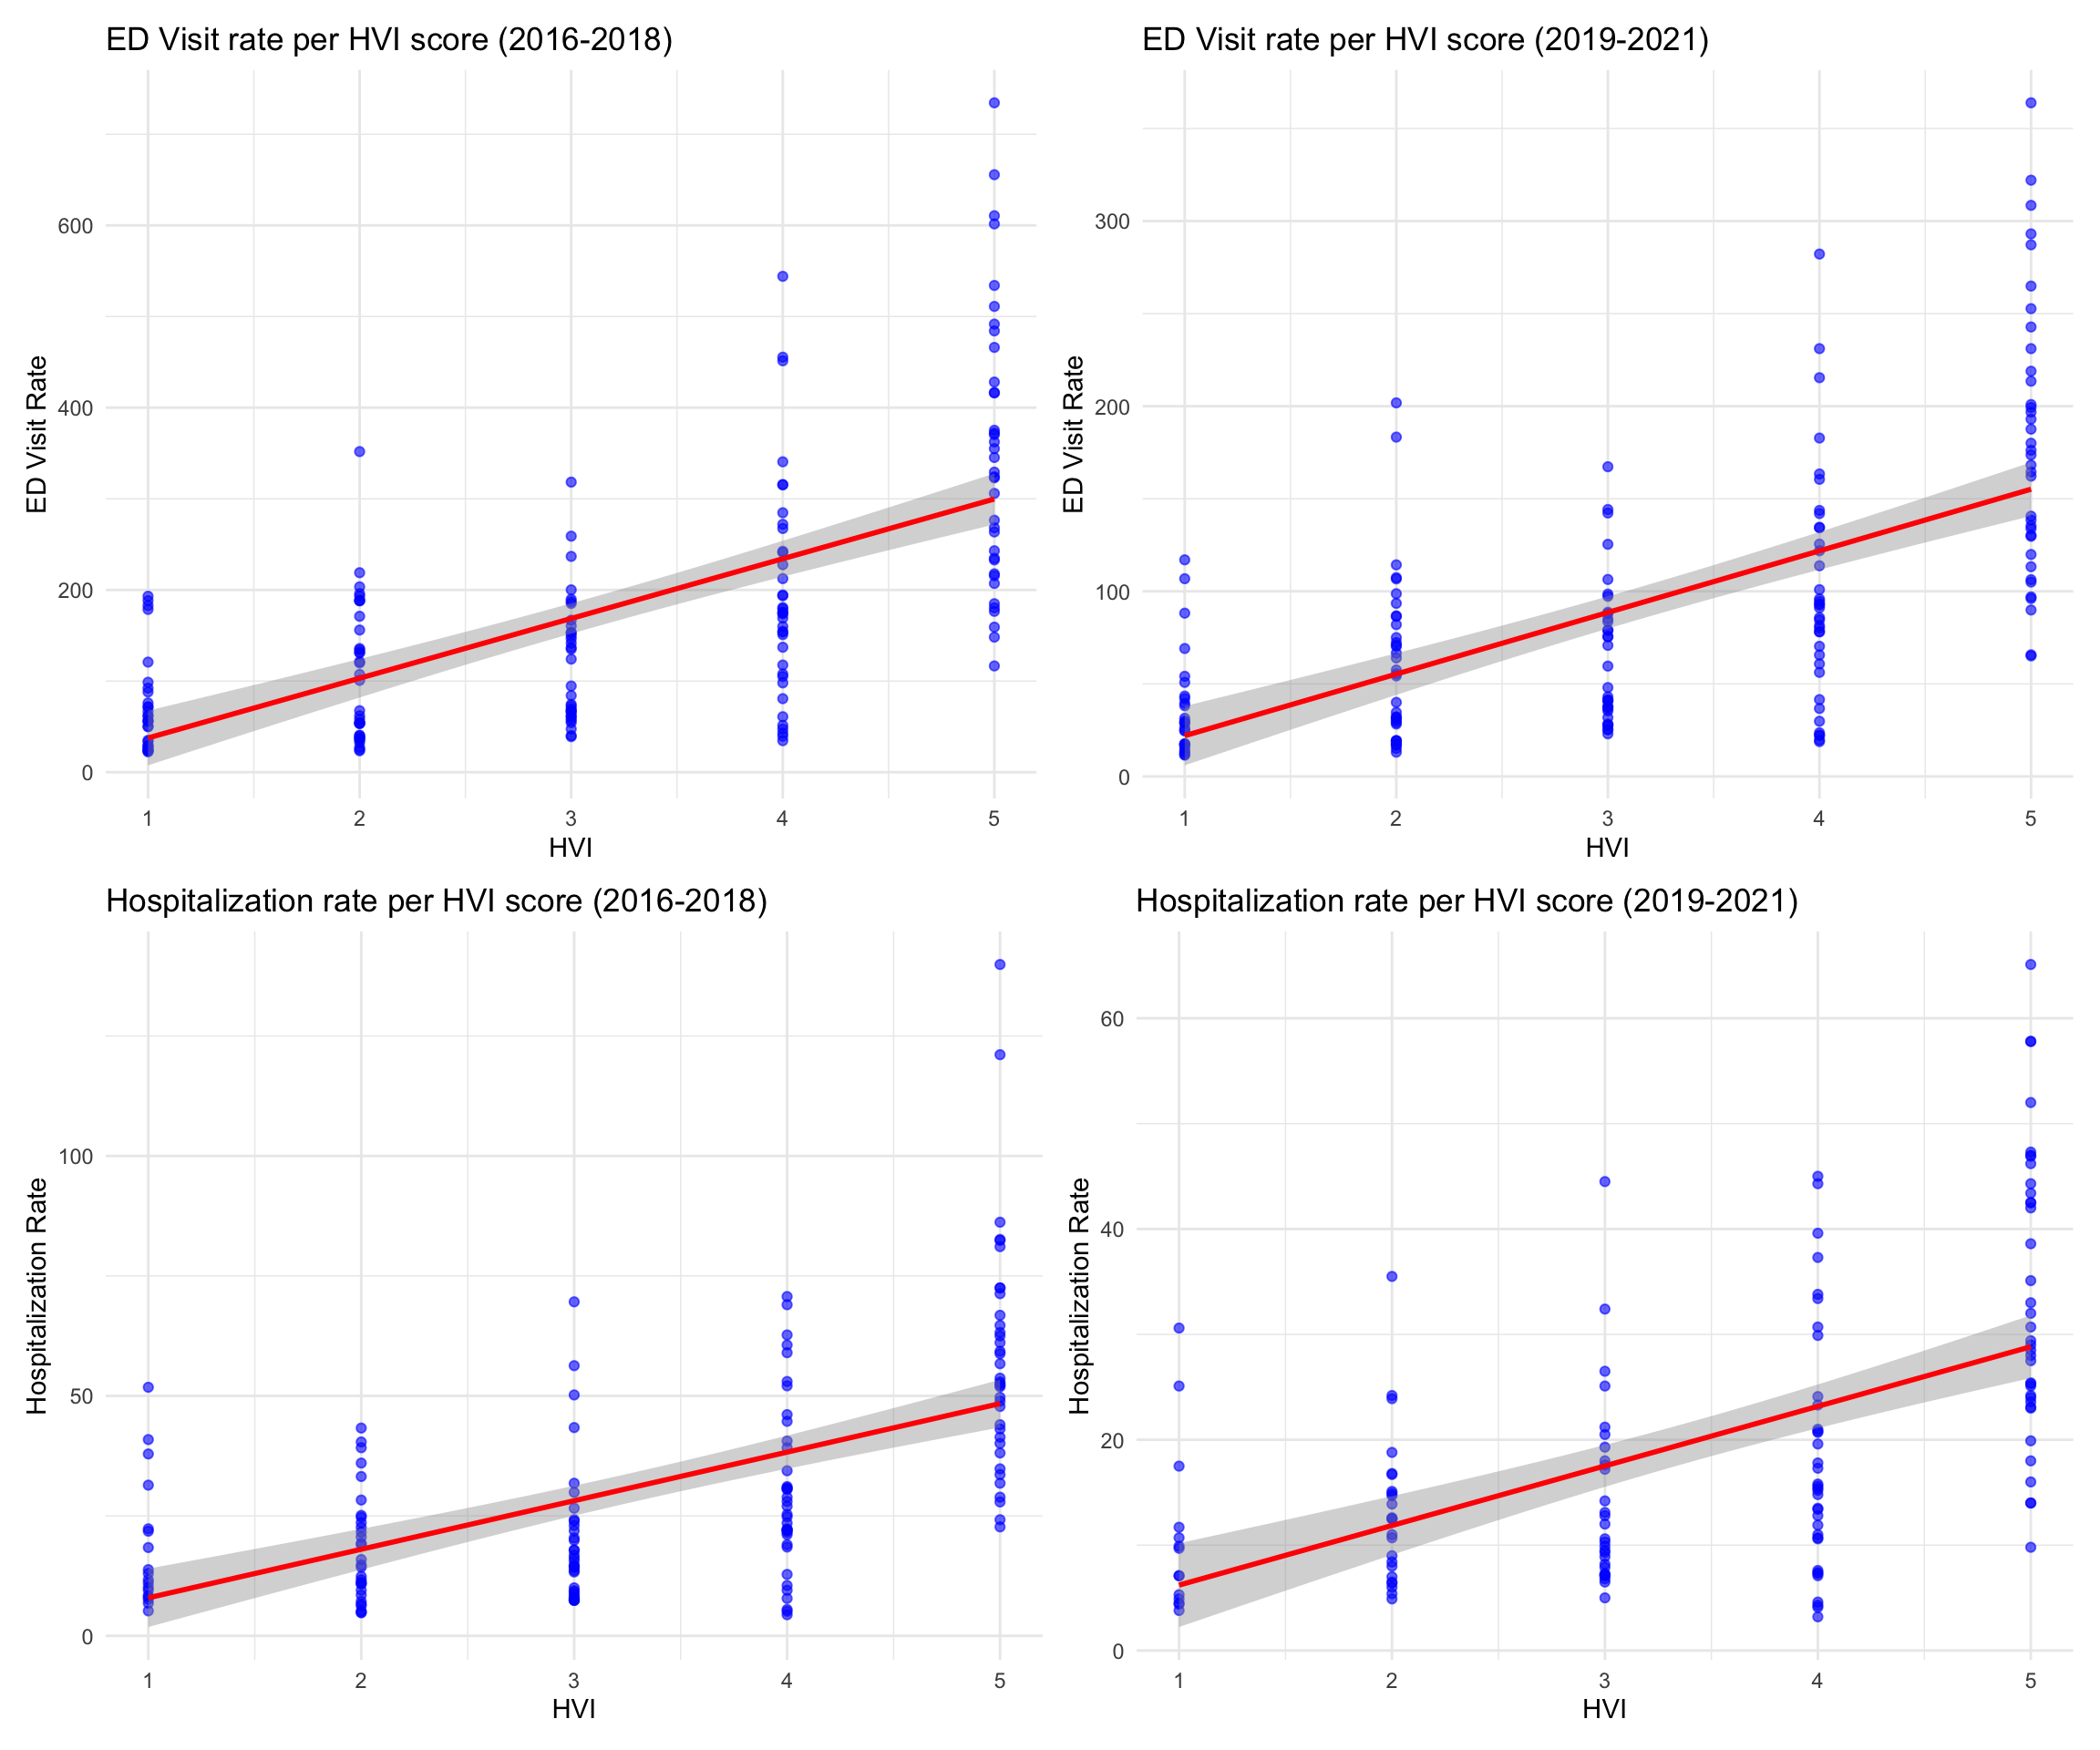 ED Visit rate per HVI score (2016-2018)
ED Visit Rate
600
400
200
0
1 2 3 4 5
HVI
ED Visit rate per HVI score (2019-2021)
ED Visit Rate
300
200
100
0
1 2 3 4 5
HVI
Hospitalization rate per HVI score (2016-2018)
Hospitalization Rate
100
50
0
1 2 3 4 5
HVI
Hospitalization rate per HVI score (2019-2021)
Hospitalization Rate
60
40
20
0
1 2 3 4 5
HVI